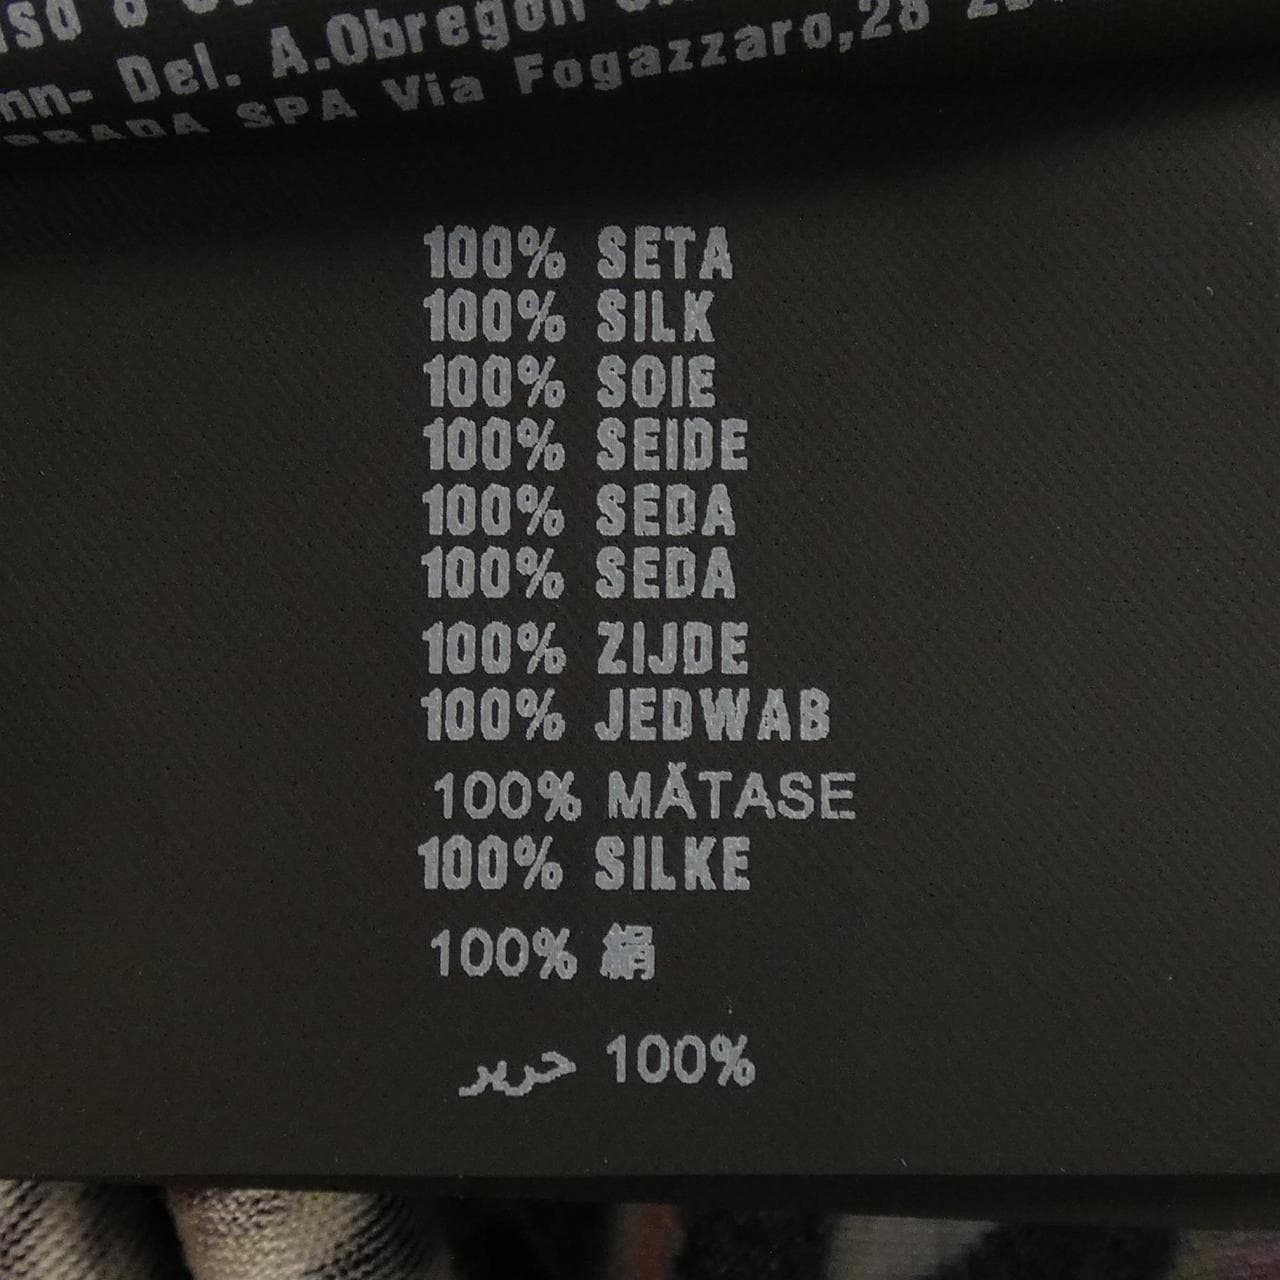 Del. A.Obregon
PRADA SPA Via Fogazzaro,28
100% SETA
100% SILK
100% SOIE
100% SEIDE
100% SEDA
100% SEDA
100% ZIJDE
100% JEDWAB
100% MĂTASE
100% SILKE
100% 絹
100% حرير